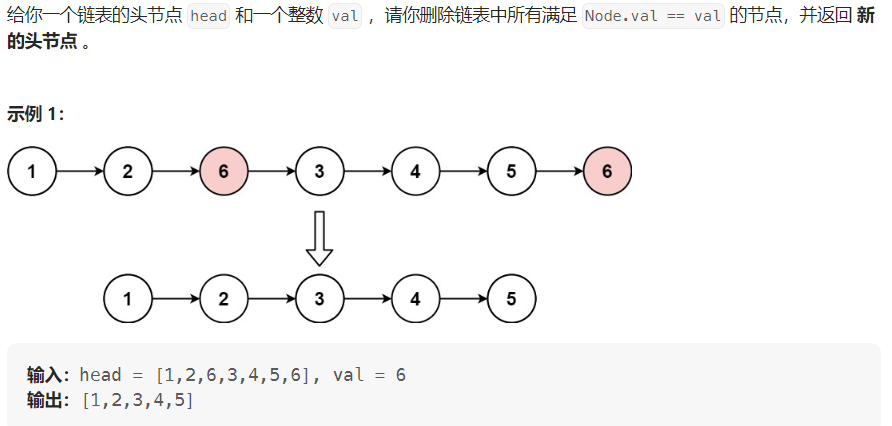 给你一个链表的头节点 head 和一个整数 val ,请你删除链表中所有满足 Node.val == val 的节点,并返回 新
的头节点 。
示例 1:
1 2 6 3 4 5 6
1 2 3 4 5
输入:head = [1,2,6,3,4,5,6], val = 6
输出:[1,2,3,4,5]